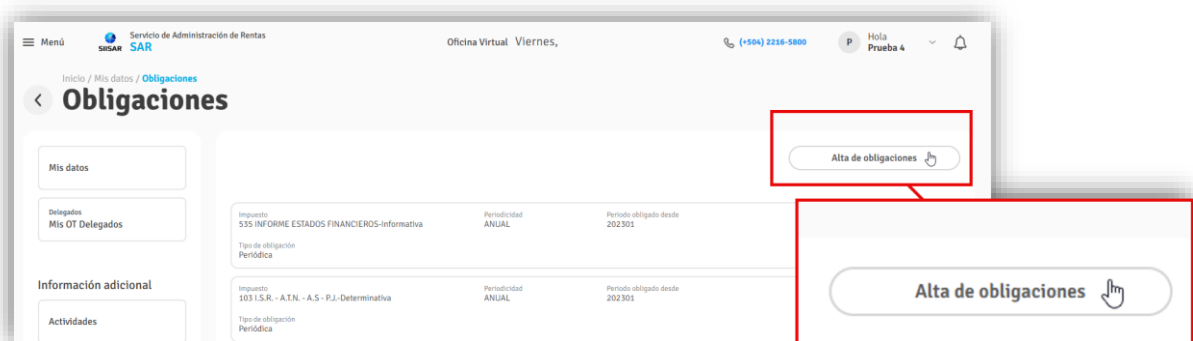 Menú
SIISAR
Servicio de Administración de Rentas
SAR
Oficina Virtual Viernes,
(+504) 2216-5800
P
Hola
Prueba 4
Inicio / Mis datos / Obligaciones
Obligaciones
Mis datos
Delegados
Mis OT Delegados
Información adicional
Actividades
Alta de obligaciones
Impuesto
535 INFORME ESTADOS FINANCIEROS-Informativa
Periodicidad
ANUAL
Periodo obligado desde
202301
Tipo de obligación
Periódica
Impuesto
103 I.S.R. - A.T.N. - A.S - P.J.-Determinativa
Periodicidad
ANUAL
Periodo obligado desde
202301
Tipo de obligación
Periódica
Alta de obligaciones